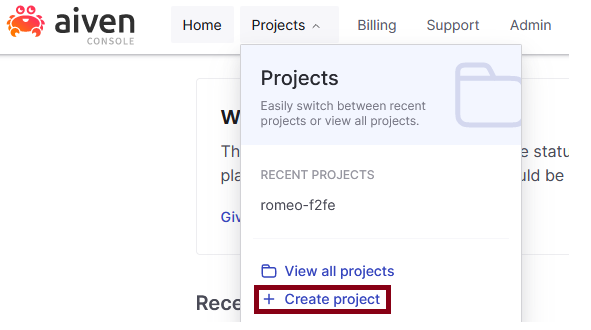 aiven
CONSOLE
Home Projects Billing Support Admin
Projects
Easily switch between recent
projects or view all projects.
RECENT PROJECTS
romeo-f2fe
View all projects
+ Create project
W
Th
statu
pla
uld be
Giv
Rece